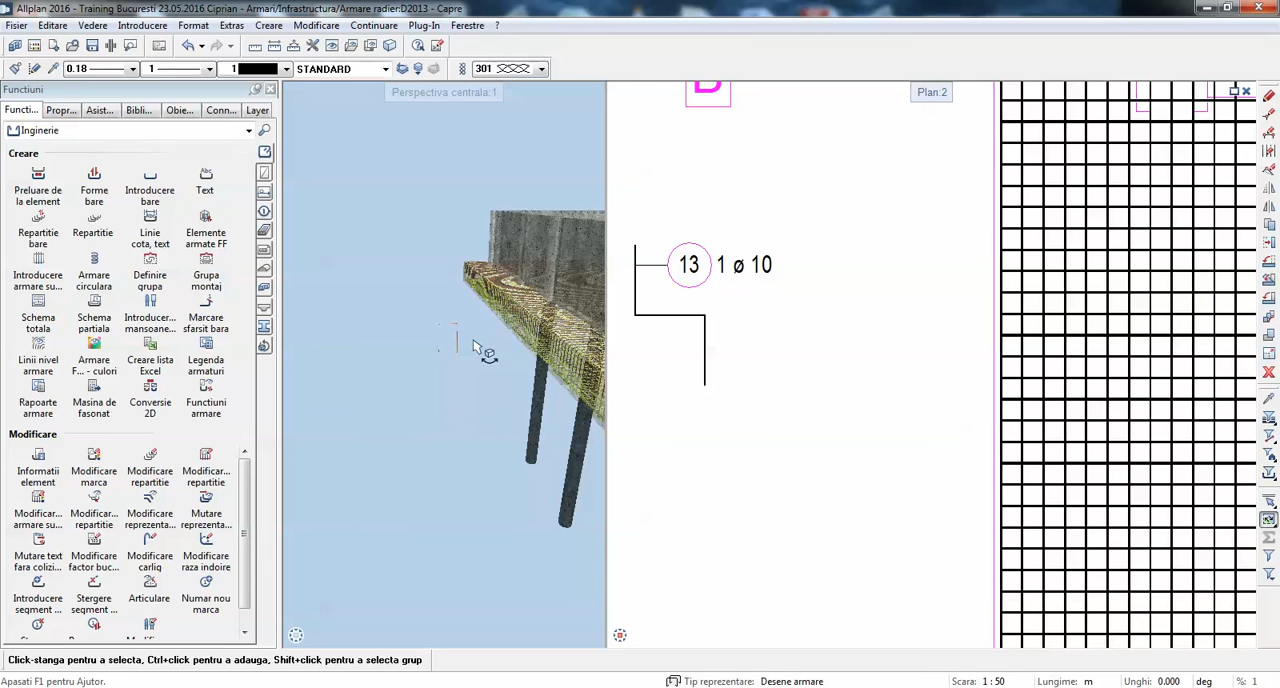 Allplan 2016 - Training Bucuresti 23.05.2016 Ciprian - Armari/Infrastructura/Armare radier:D2013 - Capre
Fisier Editare Vedere Introducere Format Extras Creare Modificare Continuare Plug-In Ferestre ?
0.18 1 1 STANDARD 301
Functiuni
Functi... Propr... Asist... Bibli... Obie... Conn... Layer
Inginerie
Creare
Preluare de la element
Forme bare
Introducere bare
Text
Repartitie bare
Repartitie
Linie cota, text
Elemente armate FF
Introducere armare su...
Armare circulara
Definire grupa
Grupa montaj
Schema totala
Schema partiala
Introducer... mansoane...
Marcare sfarsit bara
Linii nivel armare
Armare F... - culori
Creare lista Excel
Legenda armaturi
Rapoarte armare
Masina de fasonat
Conversie 2D
Functiuni armare
Modificare
Informatii element
Modificare marca
Modificare repartitie
Modificar... repartitie
Modificar... armare su...
Modificar... repartitie
Modificare reprezenta...
Mutare reprezenta...
Mutare text fara coliziu...
Modificare factor buc...
Modificare carlig
Modificare raza indoire
Introducere segment ...
Stergere segment ...
Articulare
Numar nou marca
Perspectiva centrala:1
Plan:2
13 1 ø 10
Click-stanga pentru a selecta, Ctrl+click pentru a adauga, Shift+click pentru a selecta grup
Apasati F1 pentru Ajutor.
Tip reprezentare: Desene armare
Scara: 1 : 50
Lungime: m
Unghi: 0.000 deg
%: 1